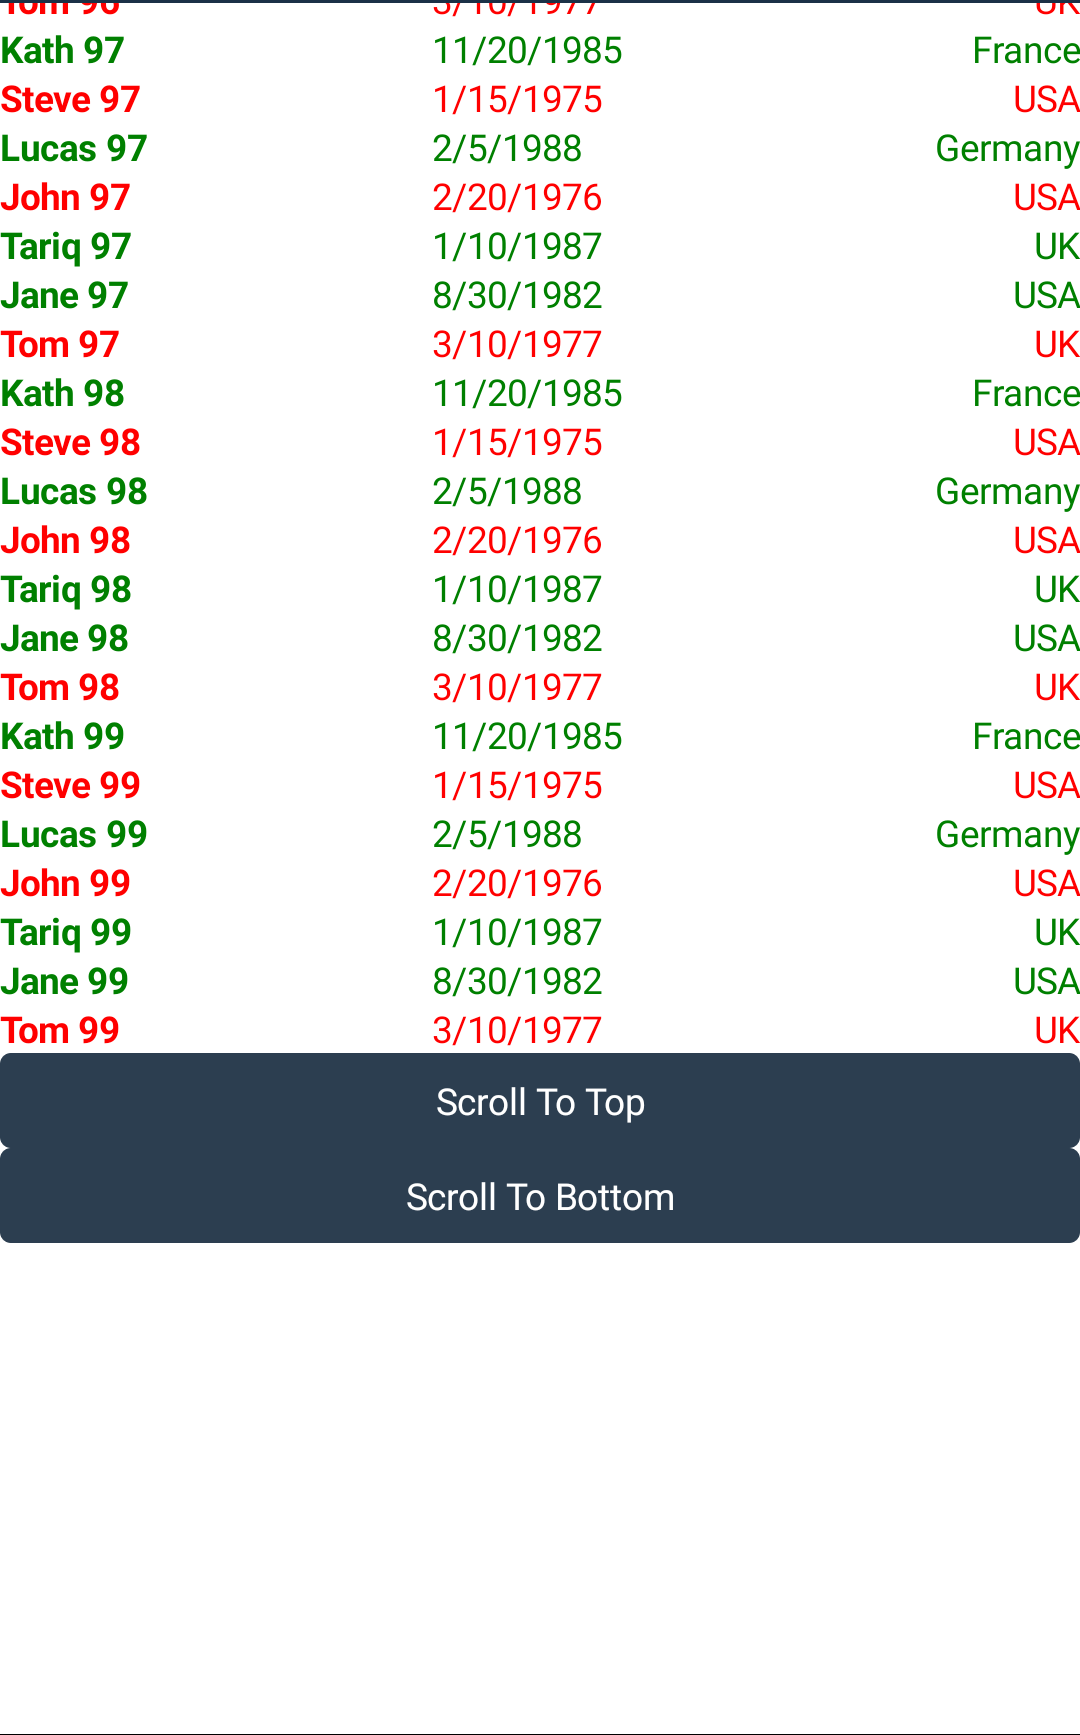 Tom 96 3/10/1977 UK
Kath 97 11/20/1985 France
Steve 97 1/15/1975 USA
Lucas 97 2/5/1988 Germany
John 97 2/20/1976 USA
Tariq 97 1/10/1987 UK
Jane 97 8/30/1982 USA
Tom 97 3/10/1977 UK
Kath 98 11/20/1985 France
Steve 98 1/15/1975 USA
Lucas 98 2/5/1988 Germany
John 98 2/20/1976 USA
Tariq 98 1/10/1987 UK
Jane 98 8/30/1982 USA
Tom 98 3/10/1977 UK
Kath 99 11/20/1985 France
Steve 99 1/15/1975 USA
Lucas 99 2/5/1988 Germany
John 99 2/20/1976 USA
Tariq 99 1/10/1987 UK
Jane 99 8/30/1982 USA
Tom 99 3/10/1977 UK
Scroll To Top
Scroll To Bottom